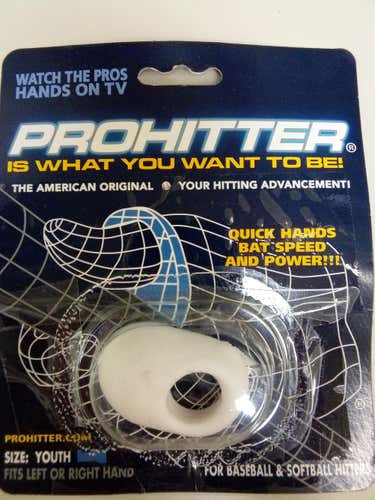 WATCH THE PROS
HANDS ON TV
PROHITTER®
IS WHAT YOU WANT TO BE!
THE AMERICAN ORIGINAL • YOUR HITTING ADVANCEMENT!
QUICK HANDS
BAT SPEED
AND POWER!!!
®
PROHITTER.COM
SIZE: YOUTH
FITS LEFT OR RIGHT HAND
FOR BASEBALL & SOFTBALL HITTERS